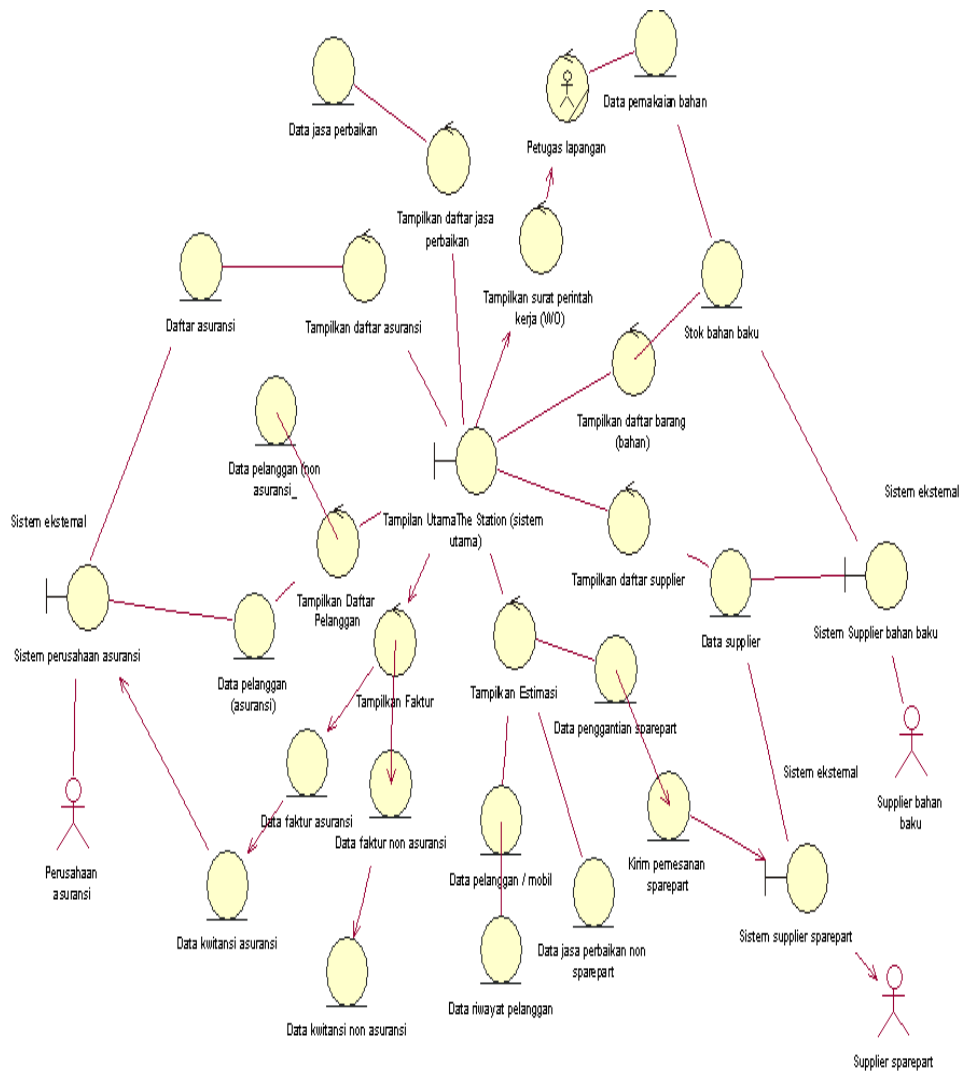 Data jasa perbaikan
Data pemakaian bahan
Petugas lapangan
Tampilkan daftar jasa
perbaikan
Tampilkan surat perintah
kerja (WO)
Daftar asuransi
Tampilkan daftar asuransi
Stok bahan baku
Tampilkan daftar barang
(bahan)
Data pelanggan (non
asuransi_
Sistem eksternal
Sistem eksternal
Tampilan UtamaThe Station (sistem
utama)
Tampilkan daftar supplier
Tampilkan Daftar
Pelanggan
Sistem perusahaan asuransi
Data supplier
Sistem Supplier bahan baku
Data pelanggan
(asuransi)
Tampilkan Faktur
Tampilkan Estimasi
Data penggantian sparepart
Sistem eksternal
Supplier bahan
baku
Data faktur asuransi
Data faktur non asuransi
Perusahaan
asuransi
Data pelanggan / mobil
Kirim pemesanan
sparepart
Data kwitansi asuransi
Data jasa perbaikan non
sparepart
Sistem supplier sparepart
Data riwayat pelanggan
Data kwitansi non asuransi
Supplier sparepart